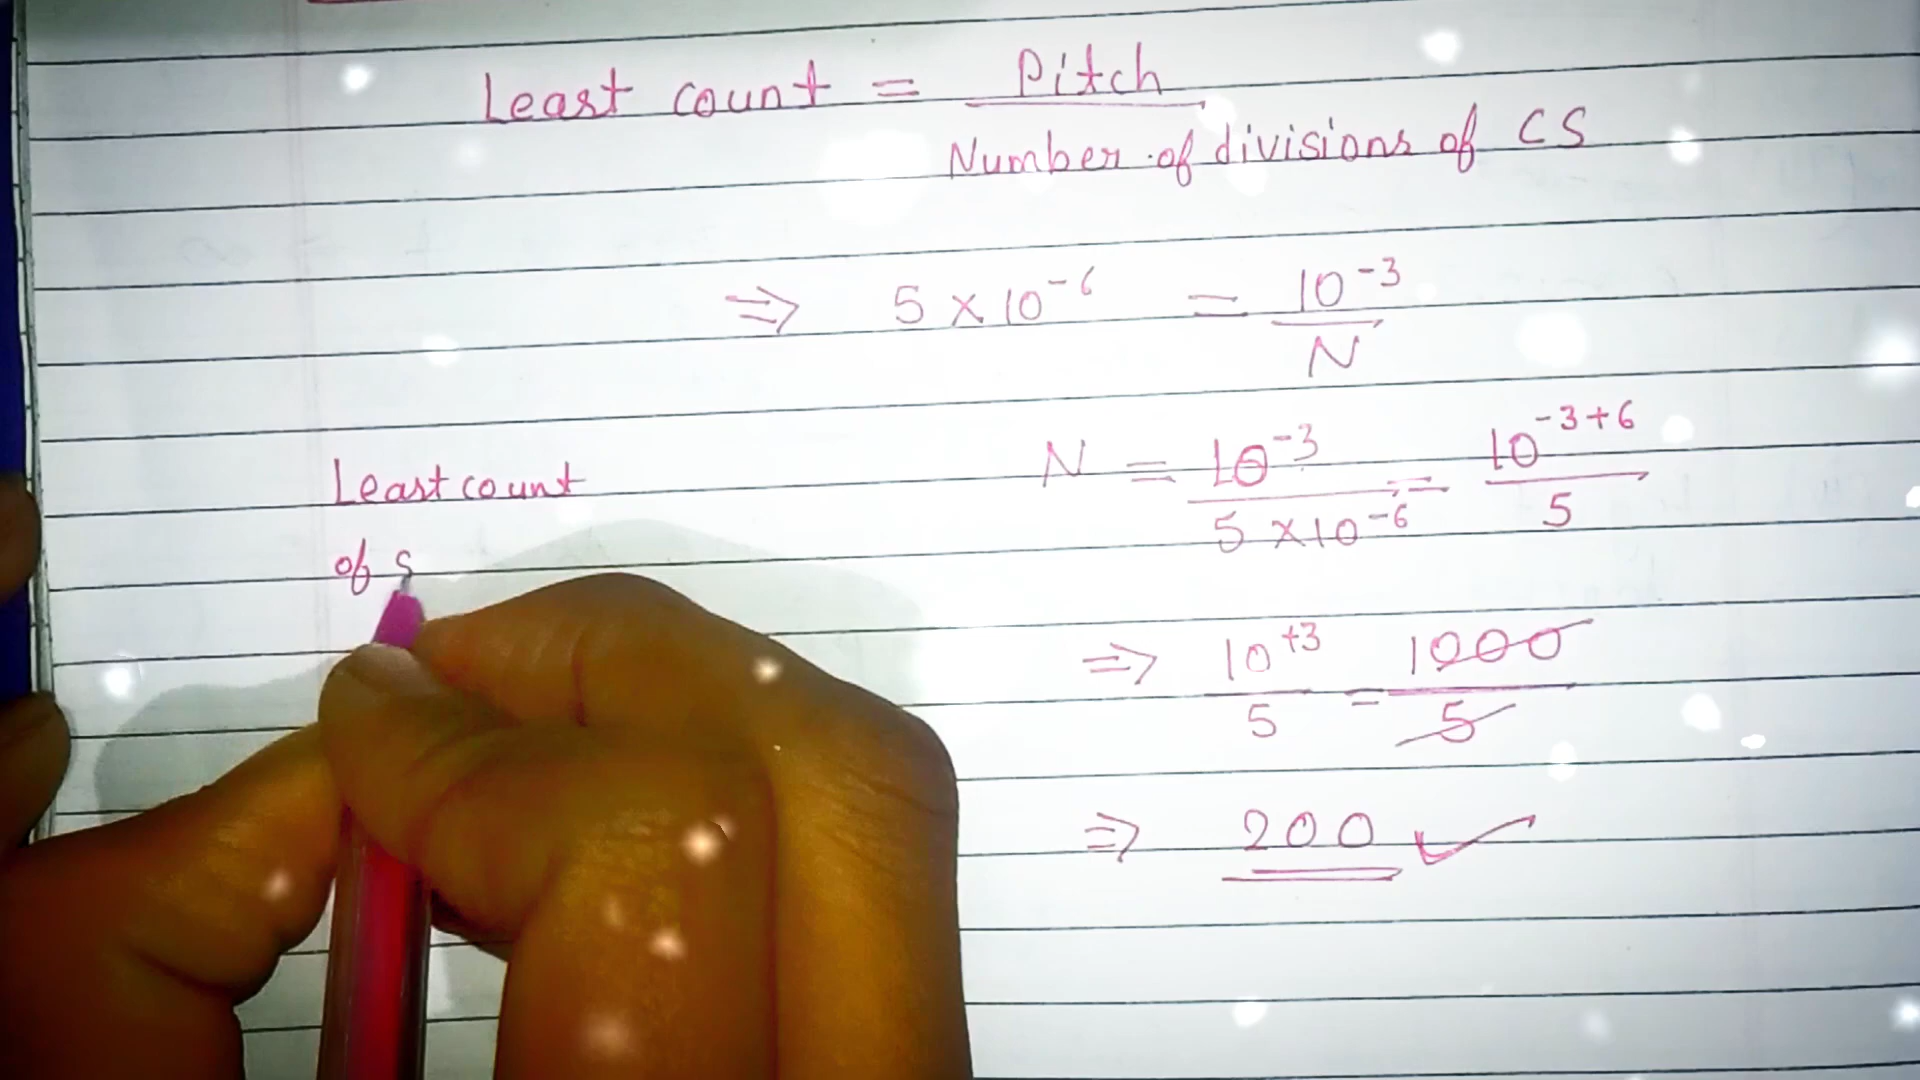 Least count = Pitch
Number of divisions of CS
⇒ 5 × 10⁻⁶ = 10⁻³
N
N = 10⁻³ = 10⁻³⁺⁶
5 × 10⁻⁶ 5
⇒ 10⁺³ = 1000
5 5
⇒ 200 ✓
Least count
of s